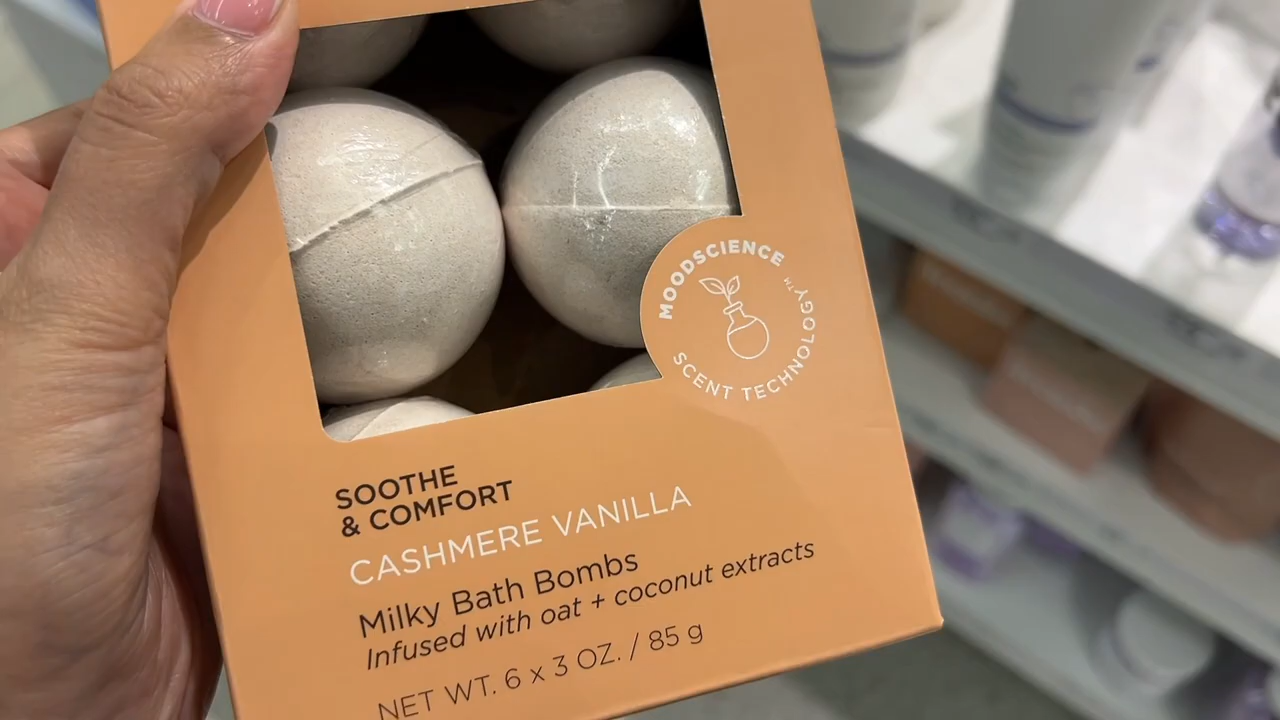 MOODSCIENCE
SCENT TECHNOLOGY™
SOOTHE
& COMFORT
CASHMERE VANILLA
Milky Bath Bombs
Infused with oat + coconut extracts
NET WT. 6 x 3 OZ. / 85 g